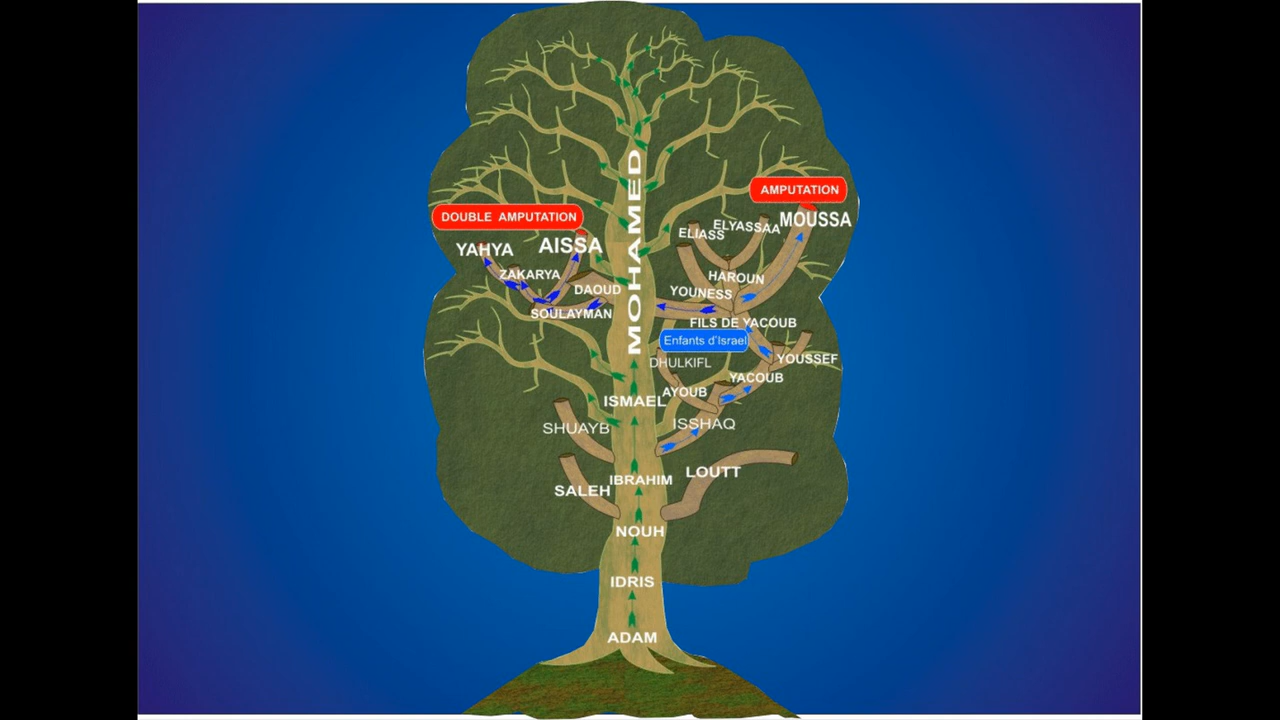 MOHAMED
AMPUTATION
DOUBLE AMPUTATION
MOUSSA
ELYASSAA
ELIASS
YAHYA
AISSA
ZAKARYA
HAROUN
DAOUD
YOUNESS
SOULAYMAN
FILS DE YACOUB
Enfants d'Israel
DHULKIFL
YOUSSEF
YACOUB
AYOUB
ISMAEL
SHUAYB
ISSHAQ
LOUTT
IBRAHIM
SALEH
NOUH
IDRIS
ADAM